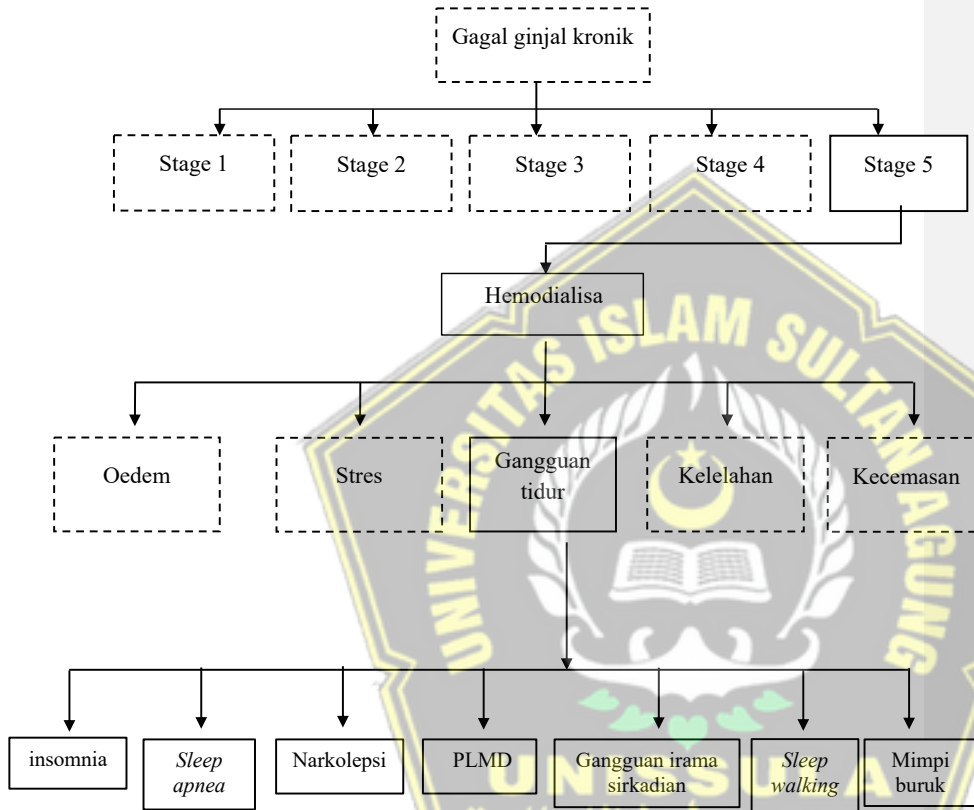 Gagal ginjal kronik
Stage 1
Stage 2
Stage 3
Stage 4
Stage 5
Hemodialisa
Oedem
Stres
Gangguan
tidur
Kelelahan
Kecemasan
insomnia
Sleep
apnea
Narkolepsi
PLMD
Gangguan irama
sirkadian
Sleep
walking
Mimpi
buruk
UNIVERSITAS ISLAM SULTAN AGUNG
UNISSULA